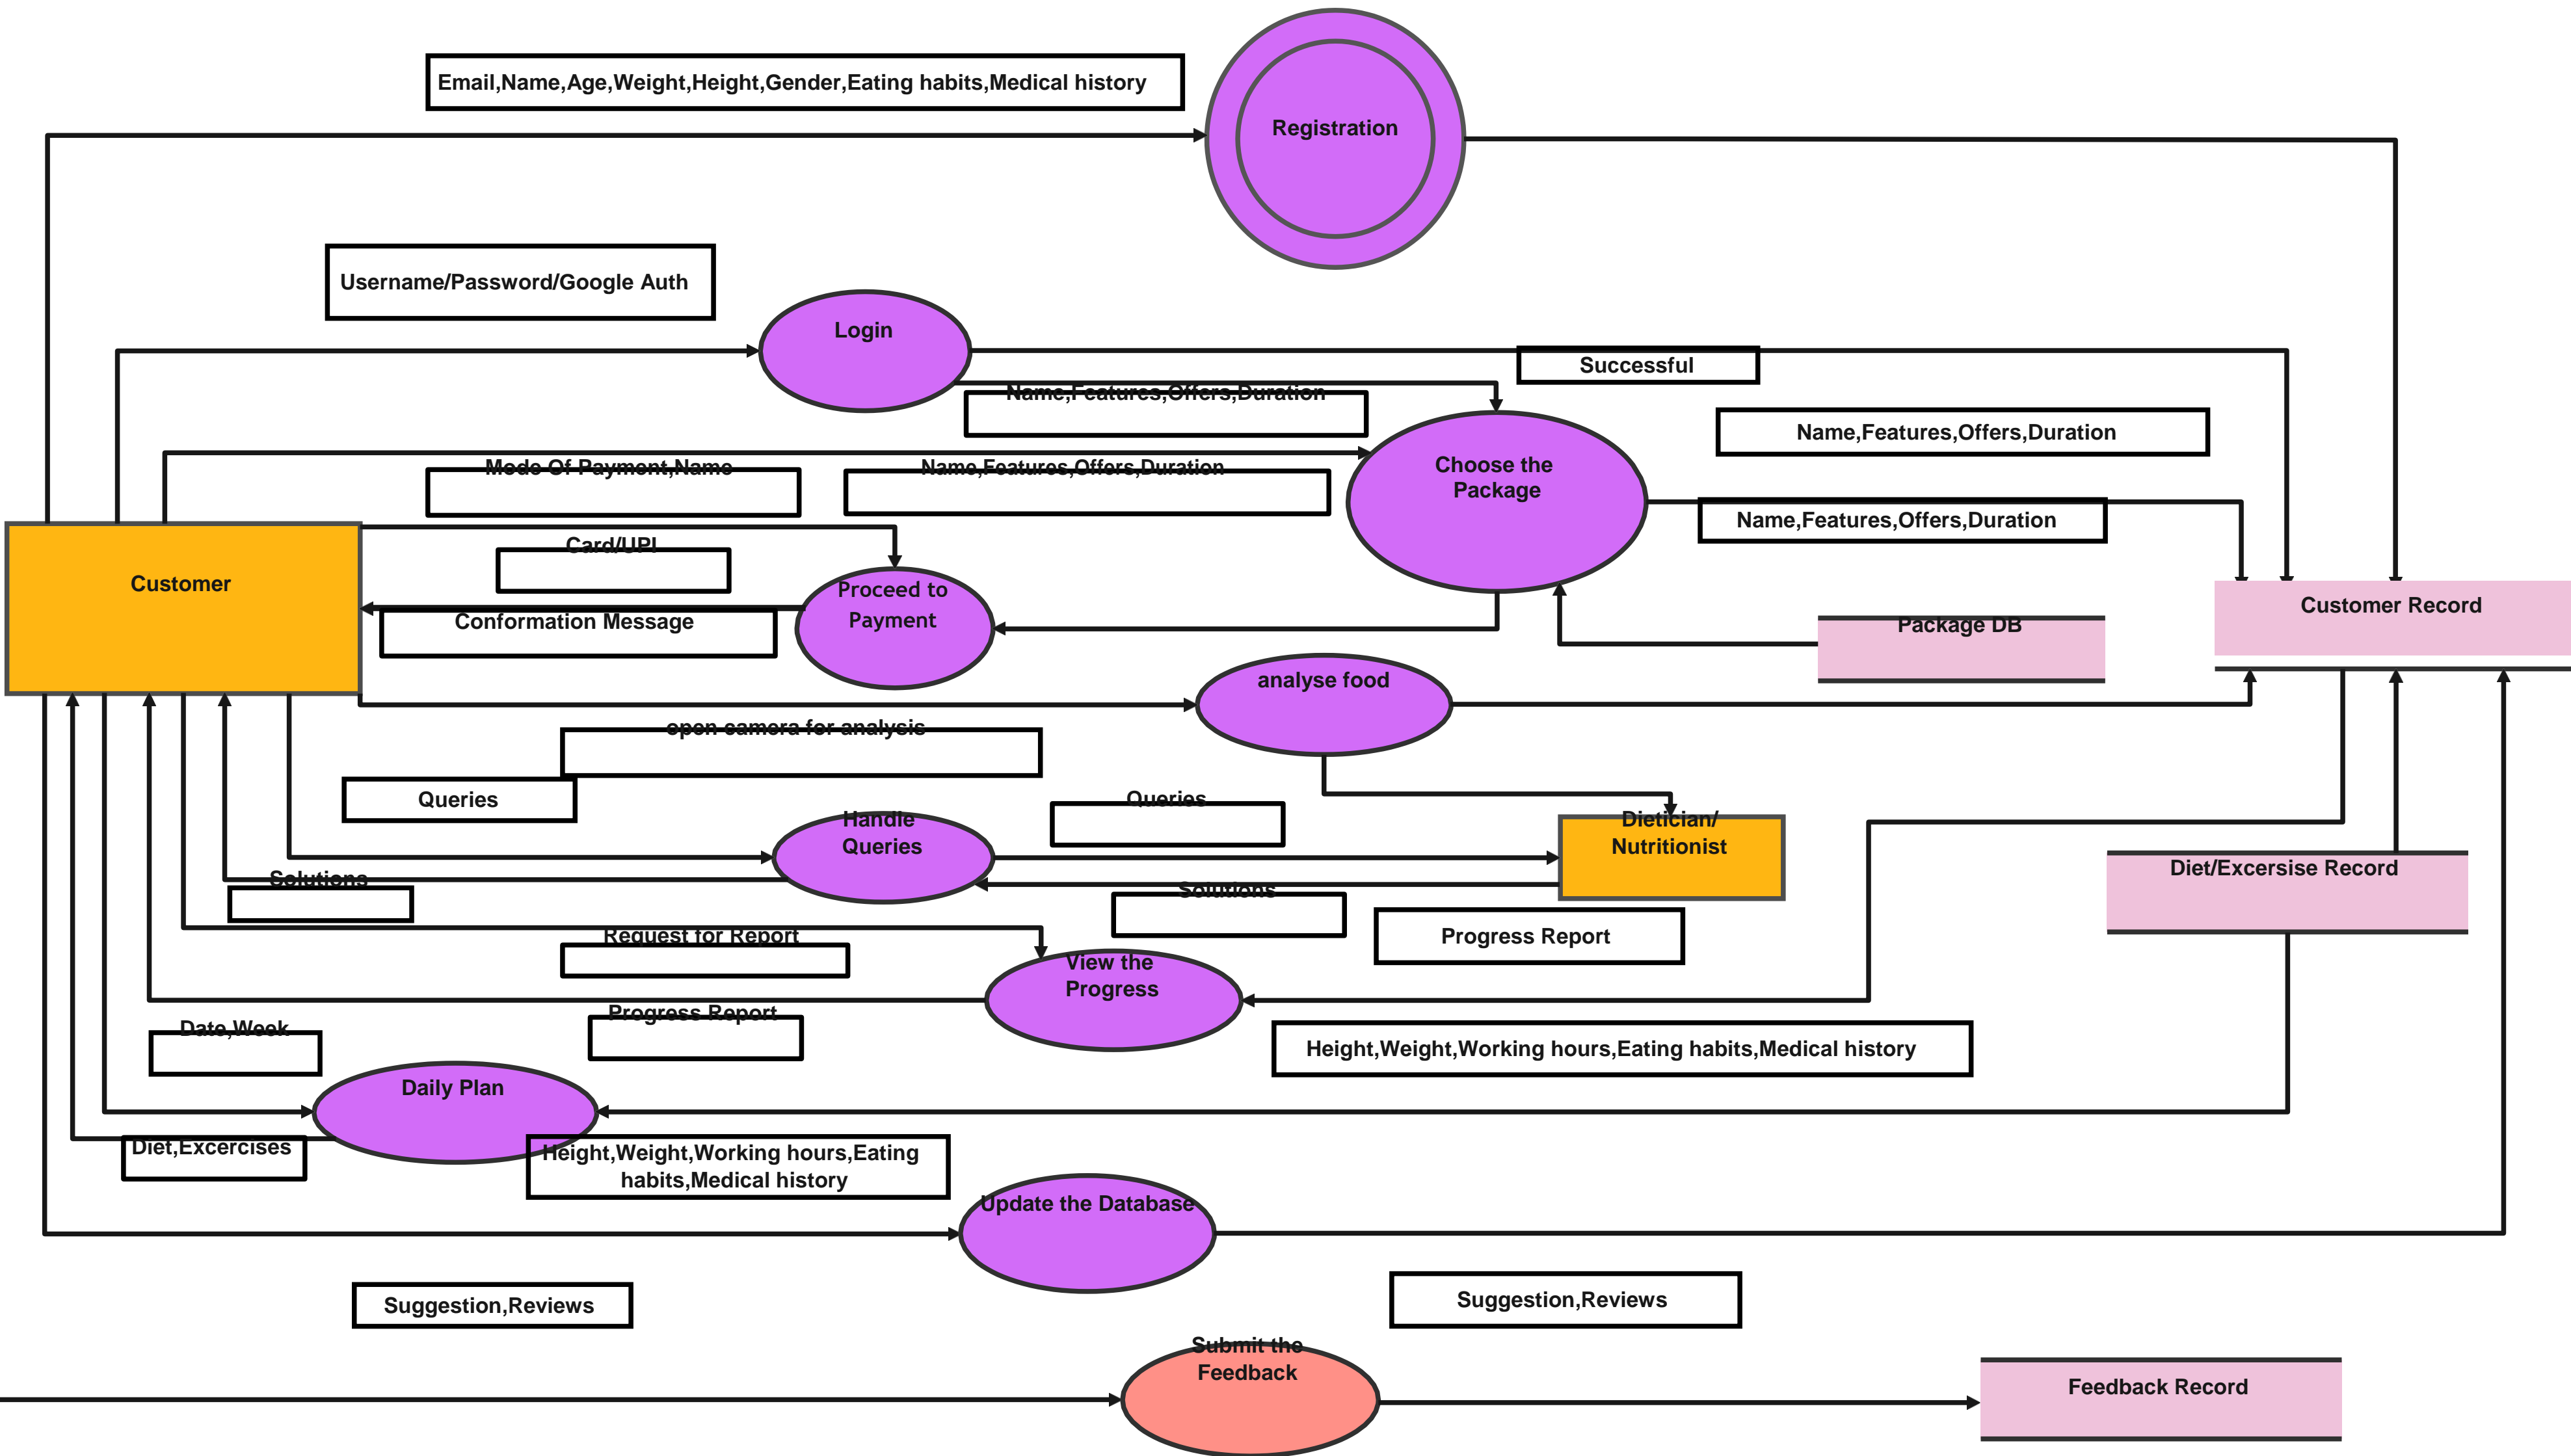 Email,Name,Age,Weight,Height,Gender,Eating habits,Medical history
Registration
Username/Password/Google Auth
Login
Successful
Name,Features,Offers,Duration
Name,Features,Offers,Duration
Choose the
Package
Mode Of Payment,Name
Name,Features,Offers,Duration
Name,Features,Offers,Duration
Card/UPI
Customer
Proceed to
Payment
Conformation Message
Package DB
Customer Record
analyse food
open camera for analysis
Queries
Queries
Handle
Queries
Dietician/
Nutritionist
Diet/Excersise Record
Solutions
Solutions
Request for Report
Progress Report
View the
Progress
Progress Report
Date,Week
Height,Weight,Working hours,Eating habits,Medical history
Daily Plan
Diet,Excercises
Height,Weight,Working hours,Eating
habits,Medical history
Update the Database
Suggestion,Reviews
Suggestion,Reviews
Submit the
Feedback
Feedback Record